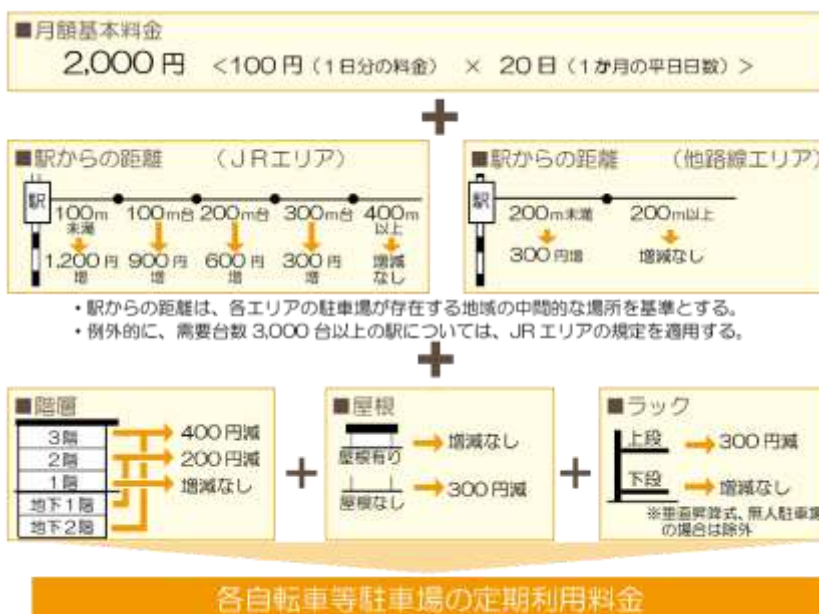 ■月額基本料金
2,000円 <100円（1日分の料金） × 20日（1か月の平日日数）>
+
■駅からの距離 （JRエリア）
駅
100m未満 100m台 200m台 300m台 400m以上
1,200円増 900円増 600円増 300円増 増減なし
■駅からの距離 （他路線エリア）
駅
200m未満 200m以上
300円増 増減なし
・駅からの距離は、各エリアの駐車場が存在する地域の中間的な場所を基準とする。
・例外的に、需要台数3,000台以上の駅については、JRエリアの規定を適用する。
+
■階層
3階 400円減
2階 200円減
1階 増減なし
地下1階
地下2階
+
■屋根
屋根有り 増減なし
屋根なし 300円減
+
■ラック
上段 300円減
下段 増減なし
※垂直昇降式、無人駐車場
の場合は除外
各自転車等駐車場の定期利用料金